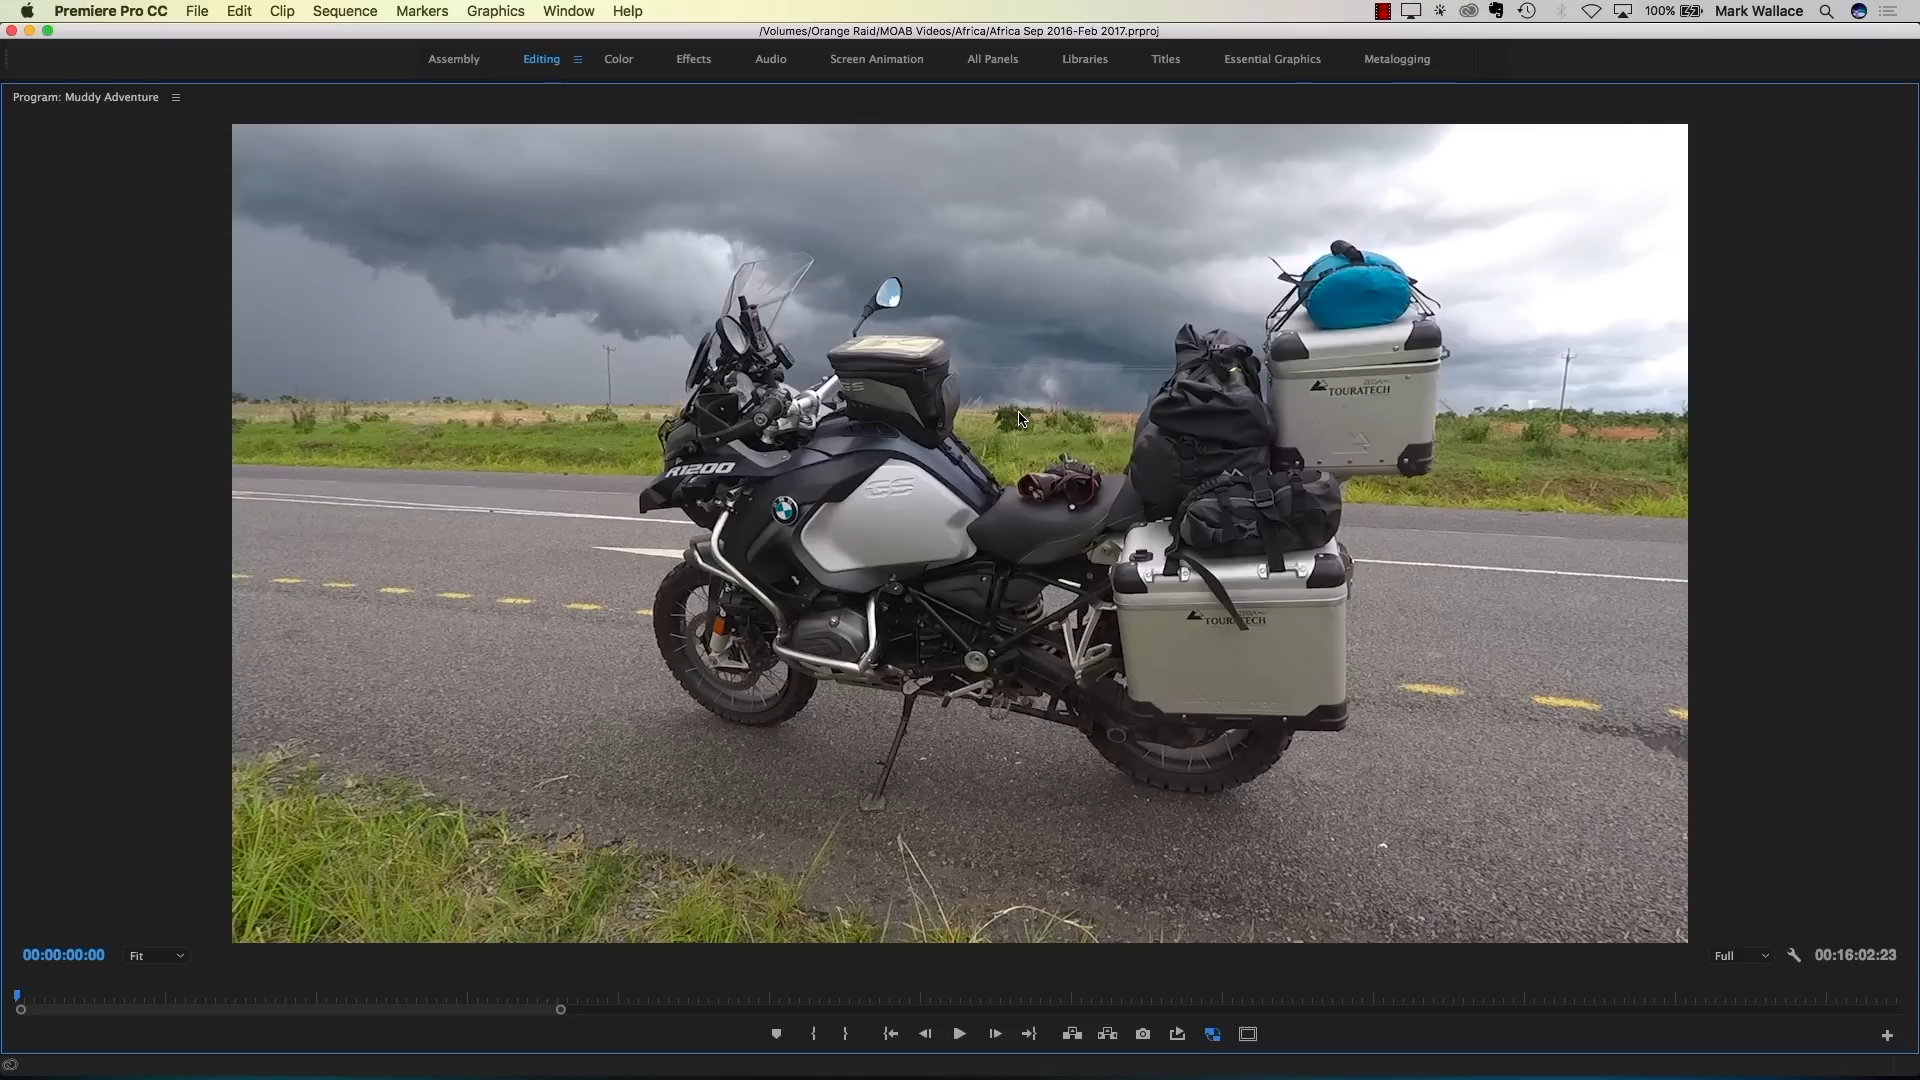 Premiere Pro CC File Edit Clip Sequence Markers Graphics Window Help 100% Mark Wallace
/Volumes/Orange Raid/MOAB Videos/Africa/Africa Sep 2016-Feb 2017.prproj
Assembly Editing Color Effects Audio Screen Animation All Panels Libraries Titles Essential Graphics Metalogging
Program: Muddy Adventure
GS
TOURATECH
R1200
GS
TOURATECH
00:00:00:00 Fit Full 00:16:02:23